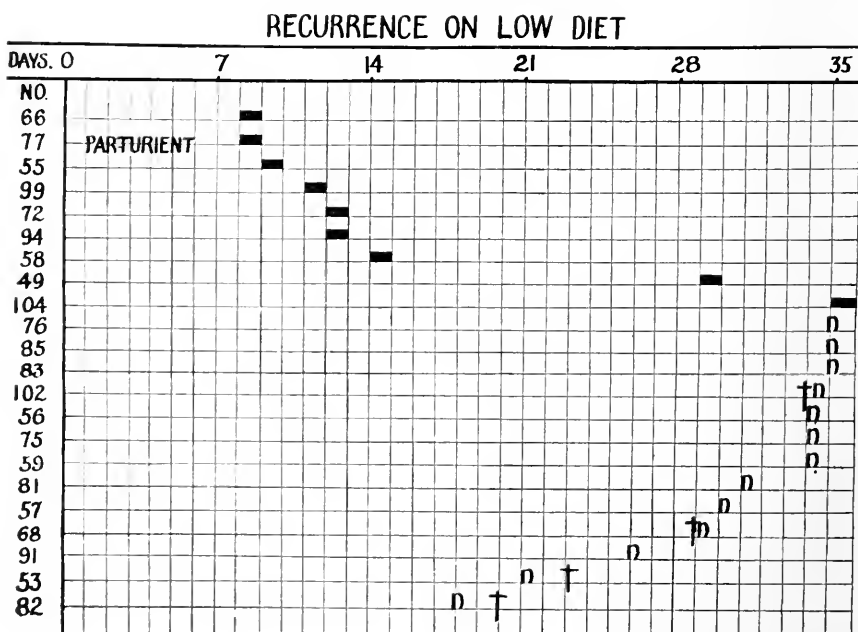 RECURRENCE ON LOW DIET
DAYS. 0 7 14 21 28 35
NO.
66
77 PARTURIENT
55
99
72
94
58
49
104
76 n
85 n
83 n
102 † n
56 n
75 n
59 n
81 n
57 n
68 † n
91 n
53 n †
82 n †